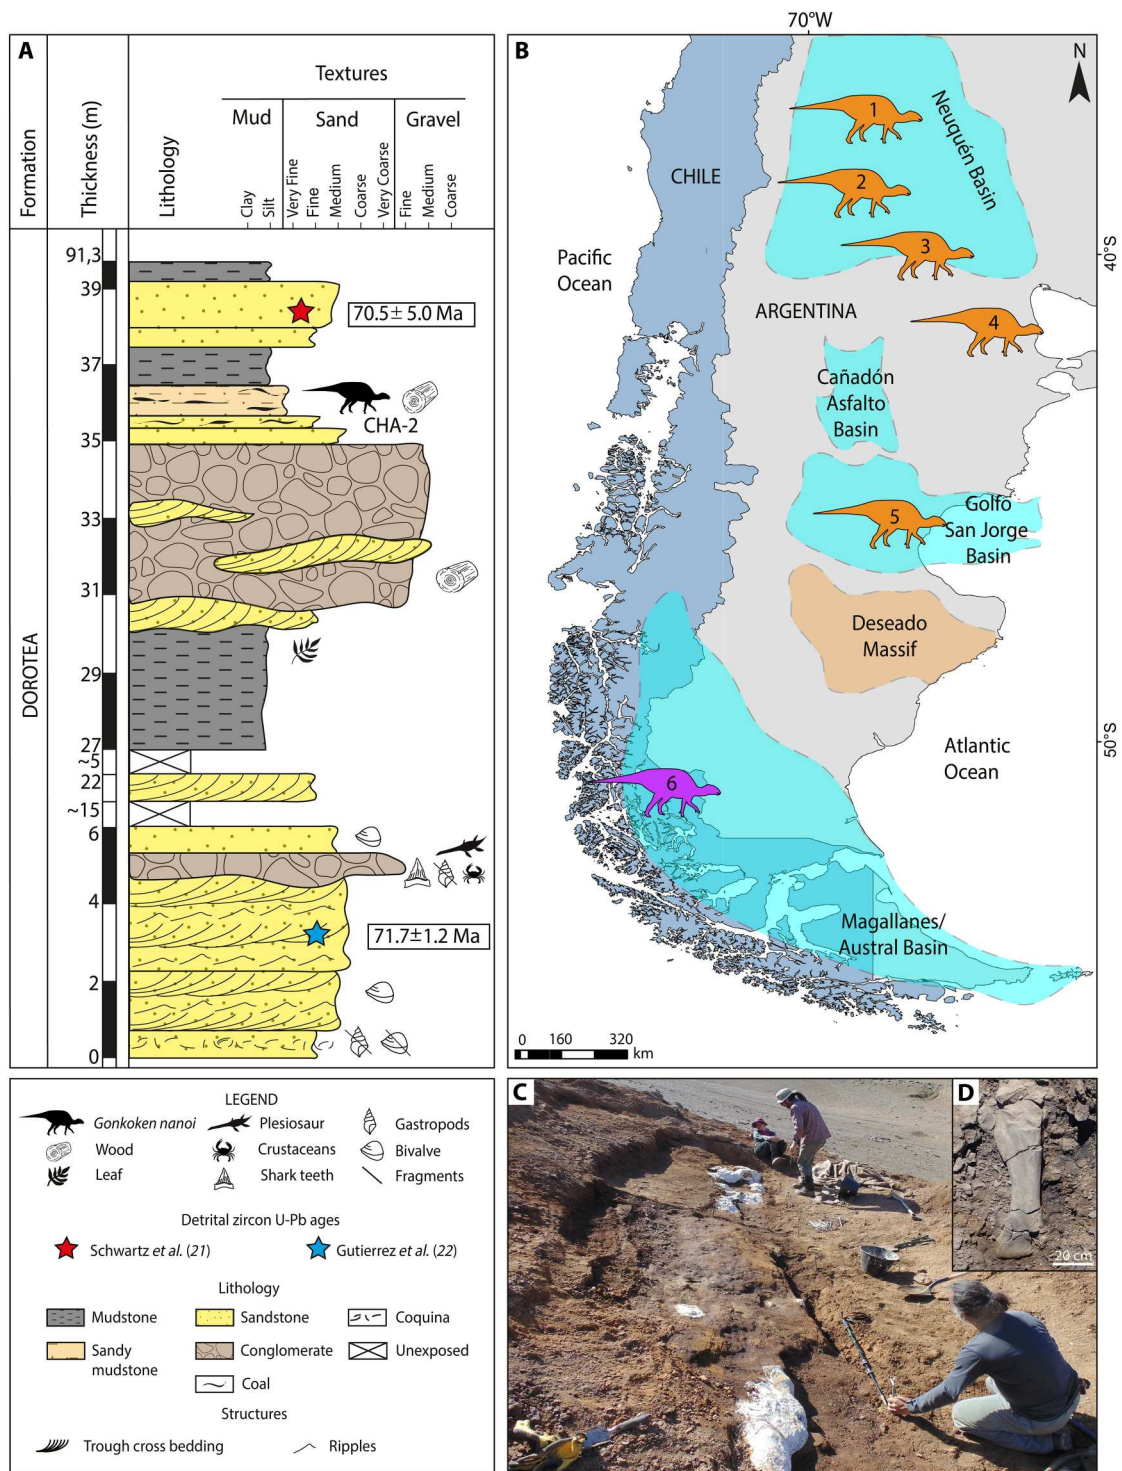 A
Textures
Mud
Sand
Gravel
Formation
Thickness (m)
Lithology
Clay
Silt
Very Fine
Fine
Medium
Coarse
Very Coarse
Fine
Medium
Coarse
DOROTEA
91,3
39
37
35
33
31
29
27
~5
22
~15
6
4
2
0
70.5± 5.0 Ma
CHA-2
71.7±1.2 Ma
B
70°W
N
40°S
50°S
CHILE
Pacific
Ocean
ARGENTINA
Neuquén Basin
1
2
3
4
Cañadón
Asfalto
Basin
5
Golfo
San Jorge
Basin
Deseado
Massif
Atlantic
Ocean
6
Magallanes/
Austral Basin
0 160 320
km
LEGEND
Gonkoken nanoi
Plesiosaur
Gastropods
Wood
Crustaceans
Bivalve
Leaf
Shark teeth
Fragments
Detrital zircon U-Pb ages
Schwartz et al. (21)
Gutierrez et al. (22)
Lithology
Mudstone
Sandstone
Coquina
Sandy
mudstone
Conglomerate
Unexposed
Coal
Structures
Trough cross bedding
Ripples
C
D
20 cm